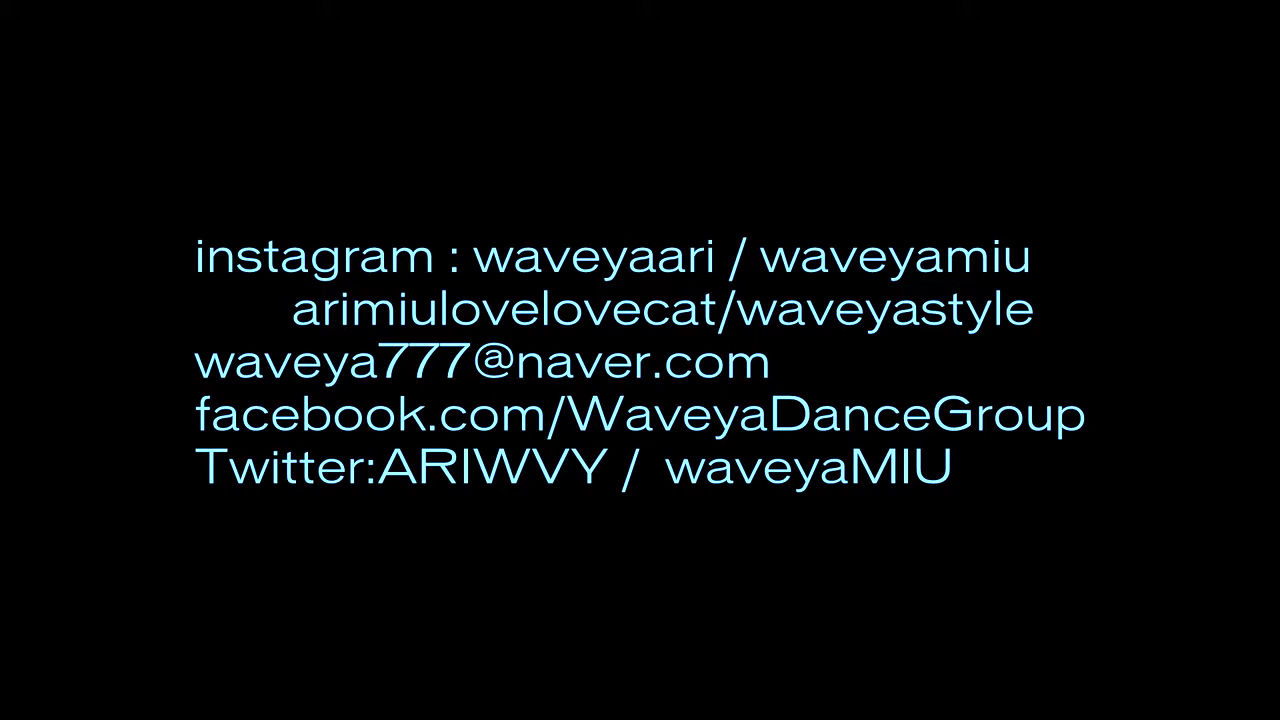 instagram : waveyaari / waveyamiu
arimiulovelovecat/waveyastyle
waveya777@naver.com
facebook.com/WaveyaDanceGroup
Twitter:ARIWVY / waveyaMIU